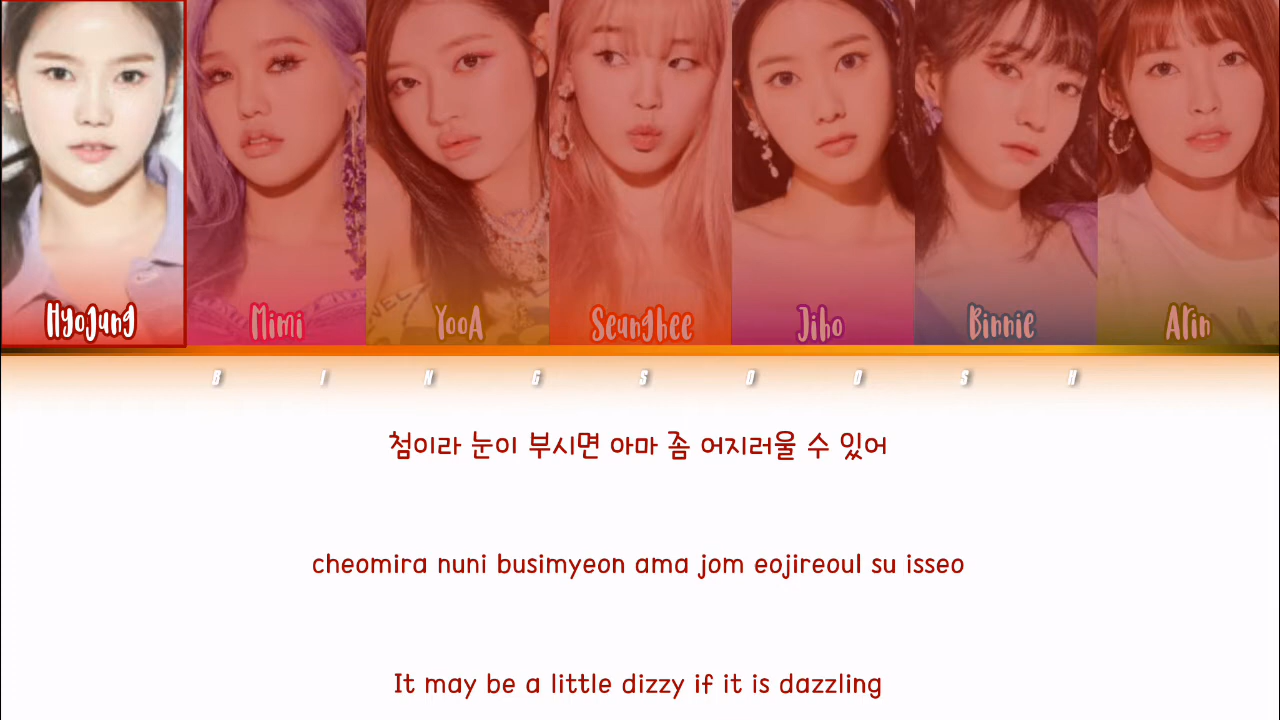 HyoJung Mimi YooA Seunghee Jiho Binnie Arin
B I N G S O O S N
첨이라 눈이 부시면 아마 좀 어지러울 수 있어
cheomira nuni busimyeon ama jom eojireoul su isseo
It may be a little dizzy if it is dazzling